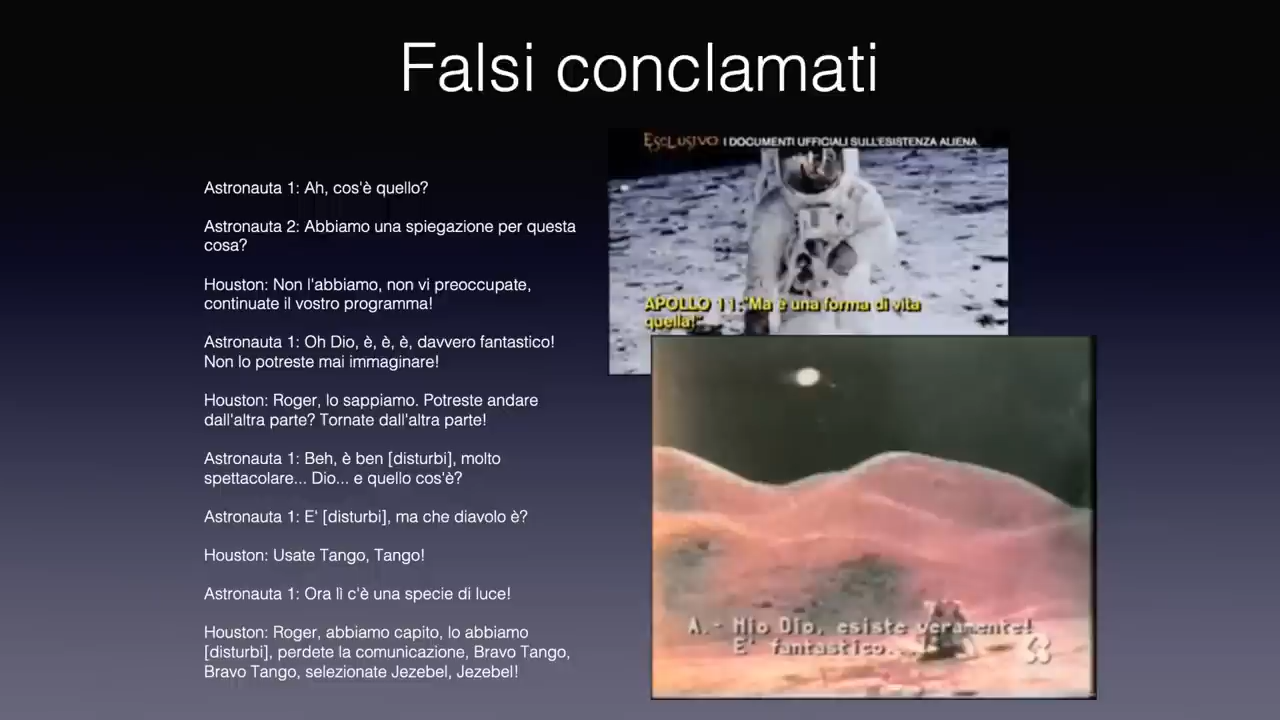 Falsi conclamati
Astronauta 1: Ah, cos'è quello?
Astronauta 2: Abbiamo una spiegazione per questa
cosa?
Houston: Non l'abbiamo, non vi preoccupate,
continuate il vostro programma!
Astronauta 1: Oh Dio, è, è, è, davvero fantastico!
Non lo potreste mai immaginare!
Houston: Roger, lo sappiamo. Potreste andare
dall'altra parte? Tornate dall'altra parte!
Astronauta 1: Beh, è ben [disturbi], molto
spettacolare... Dio... e quello cos'è?
Astronauta 1: E' [disturbi], ma che diavolo è?
Houston: Usate Tango, Tango!
Astronauta 1: Ora lì c'è una specie di luce!
Houston: Roger, abbiamo capito, lo abbiamo
[disturbi], perdete la comunicazione, Bravo Tango,
Bravo Tango, selezionate Jezebel, Jezebel!
ESCLUSIVO I DOCUMENTI UFFICIALI SULL'ESISTENZA ALIENA
APOLLO 11: "Ma è una forma di vita
quella!"
A.- Mio Dio, esiste veramente!
E' fantastico...